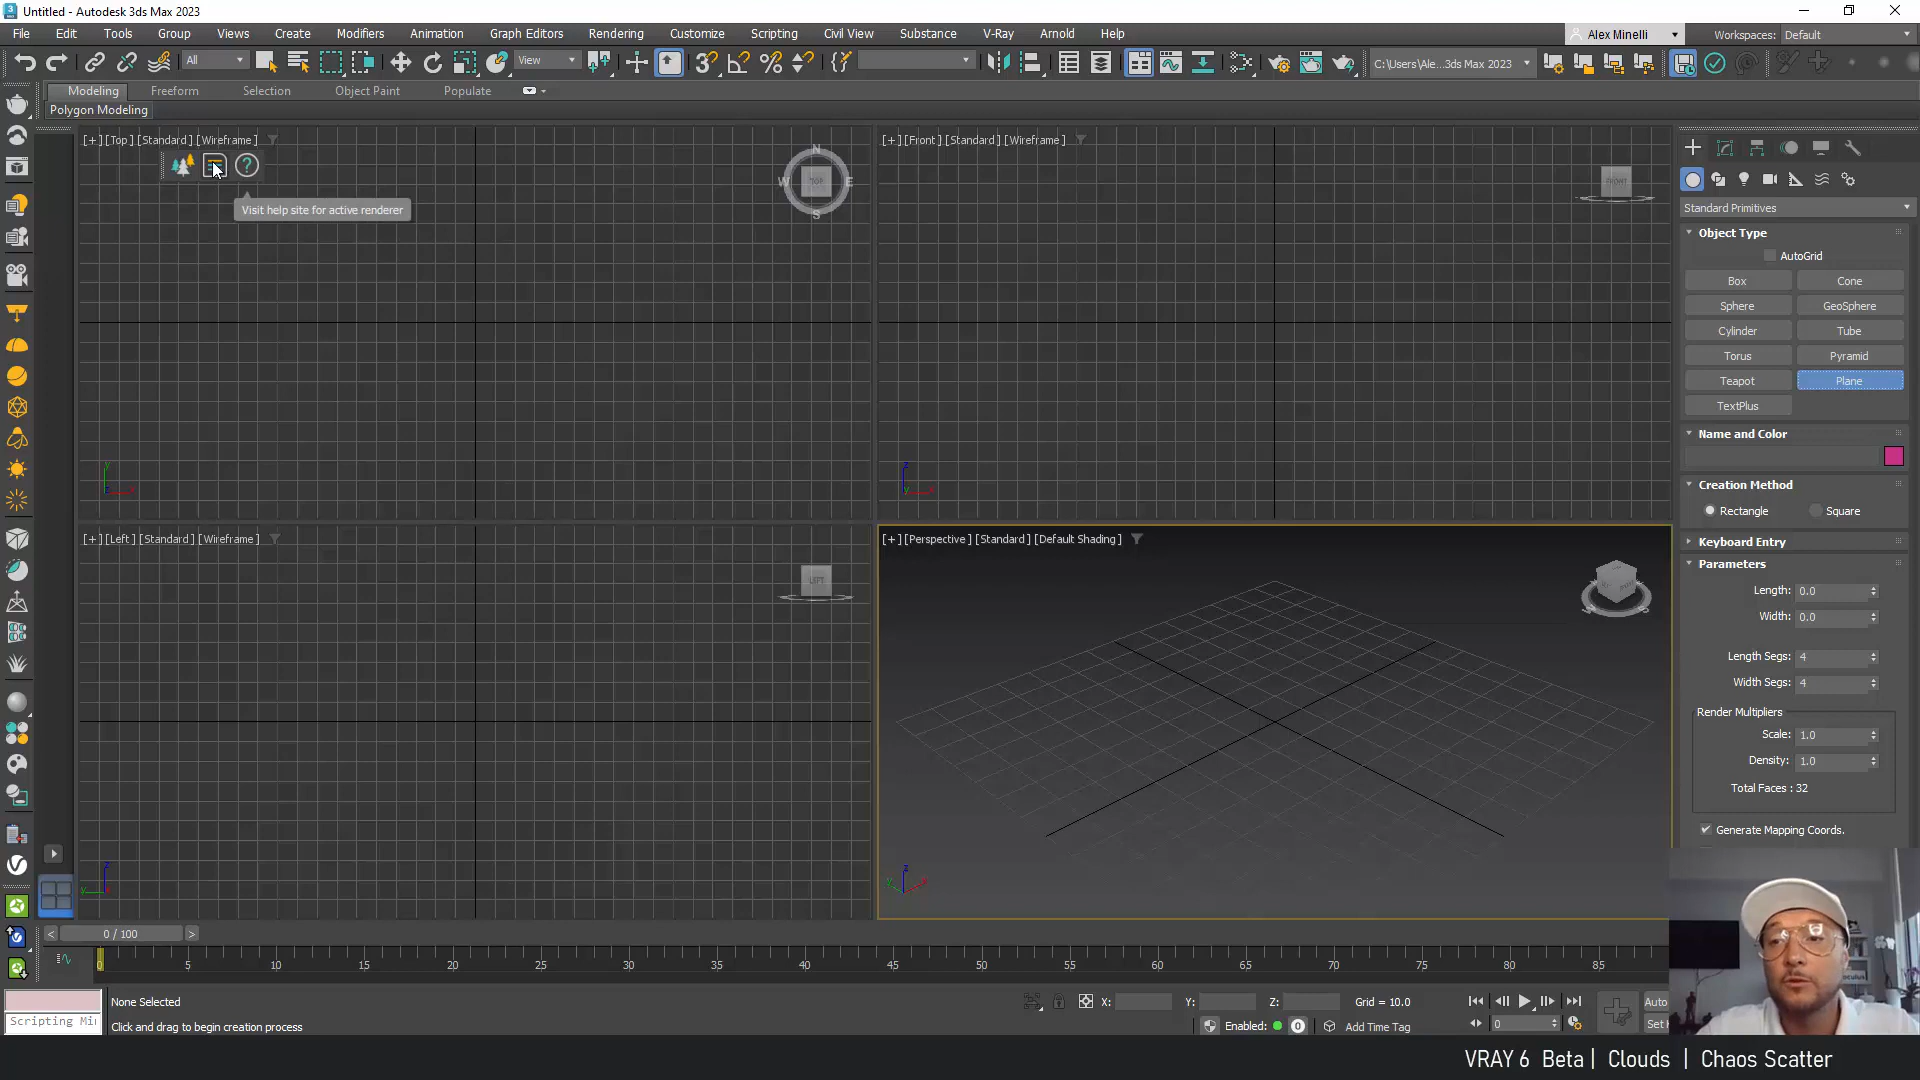 Untitled - Autodesk 3ds Max 2023
File Edit Tools Group Views Create Modifiers Animation Graph Editors Rendering Customize Scripting Civil View Substance V-Ray Arnold Help Alex Minelli Workspaces: Default
All View C:\Users\Ale...3ds Max 2023
Modeling Freeform Selection Object Paint Populate
Polygon Modeling
[+] [Top] [Standard] [Wireframe]
N
W TOP E
S
Visit help site for active renderer
[+] [Front] [Standard] [Wireframe]
FRONT
Standard Primitives
Object Type
AutoGrid
Box Cone
Sphere GeoSphere
Cylinder Tube
Torus Pyramid
Teapot Plane
TextPlus
Name and Color
Creation Method
Rectangle Square
Keyboard Entry
Parameters
Length: 0.0
Width: 0.0
Length Segs: 4
Width Segs: 4
Render Multipliers
Scale: 1.0
Density: 1.0
Total Faces : 32
Generate Mapping Coords.
[+] [Left] [Standard] [Wireframe]
LEFT
[+] [Perspective] [Standard] [Default Shading]
< 0 / 100 >
0 5 10 15 20 25 30 35 40 45 50 55 60 65 70 75 80 85
None Selected X: Y: Z: Grid = 10.0 Auto
Scripting Mi
Click and drag to begin creation process Enabled: 0 Add Time Tag 0 Set
VRAY 6 Beta | Clouds | Chaos Scatter